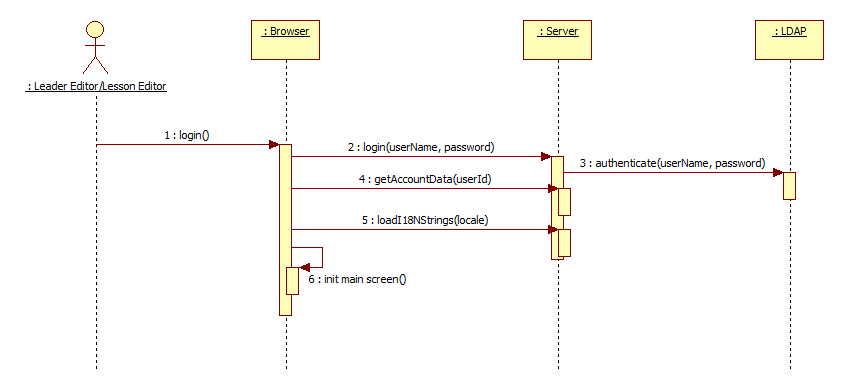 : Browser
: Server
: LDAP
: Leader Editor/Lesson Editor
1 : login()
2 : login(userName, password)
3 : authenticate(userName, password)
4 : getAccountData(userId)
5 : loadI18NStrings(locale)
6 : init main screen()